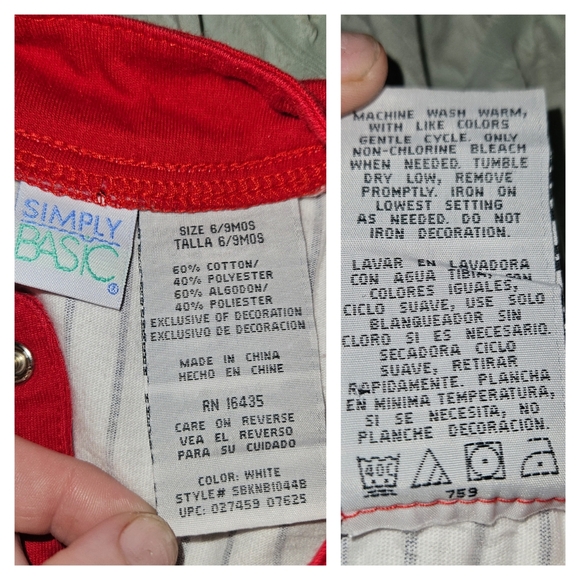 SIMPLY
BASIC
®
SIZE 6/9MOS
TALLA 6/9MOS
60% COTTON/
40% POLYESTER
60% ALGODON/
40% POLIESTER
EXCLUSIVE OF DECORATION
EXCLUSIVO DE DECORACION
MADE IN CHINA
HECHO EN CHINE
RN 16435
CARE ON REVERSE
VEA EL REVERSO
PARA SU CUIDADO
COLOR: WHITE
STYLE# SBKNB1044B
UPC: 027459 07625
MACHINE WASH WARM,
WITH LIKE COLORS
GENTLE CYCLE. ONLY
NON-CHLORINE BLEACH
WHEN NEEDED. TUMBLE
DRY LOW, REMOVE
PROMPTLY. IRON ON
LOWEST SETTING
AS NEEDED. DO NOT
IRON DECORATION.
LAVAR EN LAVADORA
CON AGUA TIBIA CON
COLORES IGUALES,
CICLO SUAVE, USE SOLO
BLANQUEADOR SIN
CLORO SI ES NECESARIO.
SECADORA CICLO
SUAVE, RETIRAR
RAPIDAMENTE. PLANCHA
EN MINIMA TEMPERATURA,
SI SE NECESITA, NO
PLANCHE DECORACION.
40C
759